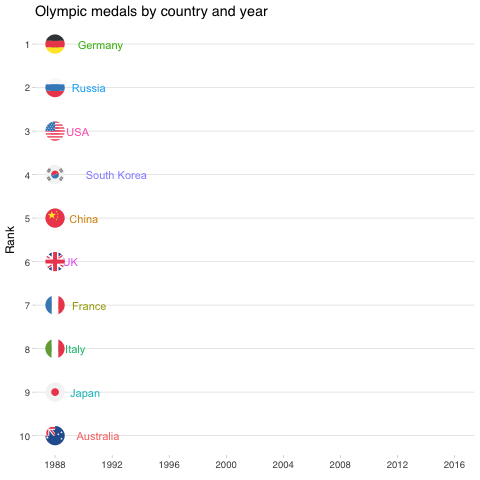 Olympic medals by country and year
Rank
1 Germany
2 Russia
3 USA
4 South Korea
5 China
6 UK
7 France
8 Italy
9 Japan
10 Australia
1988 1992 1996 2000 2004 2008 2012 2016